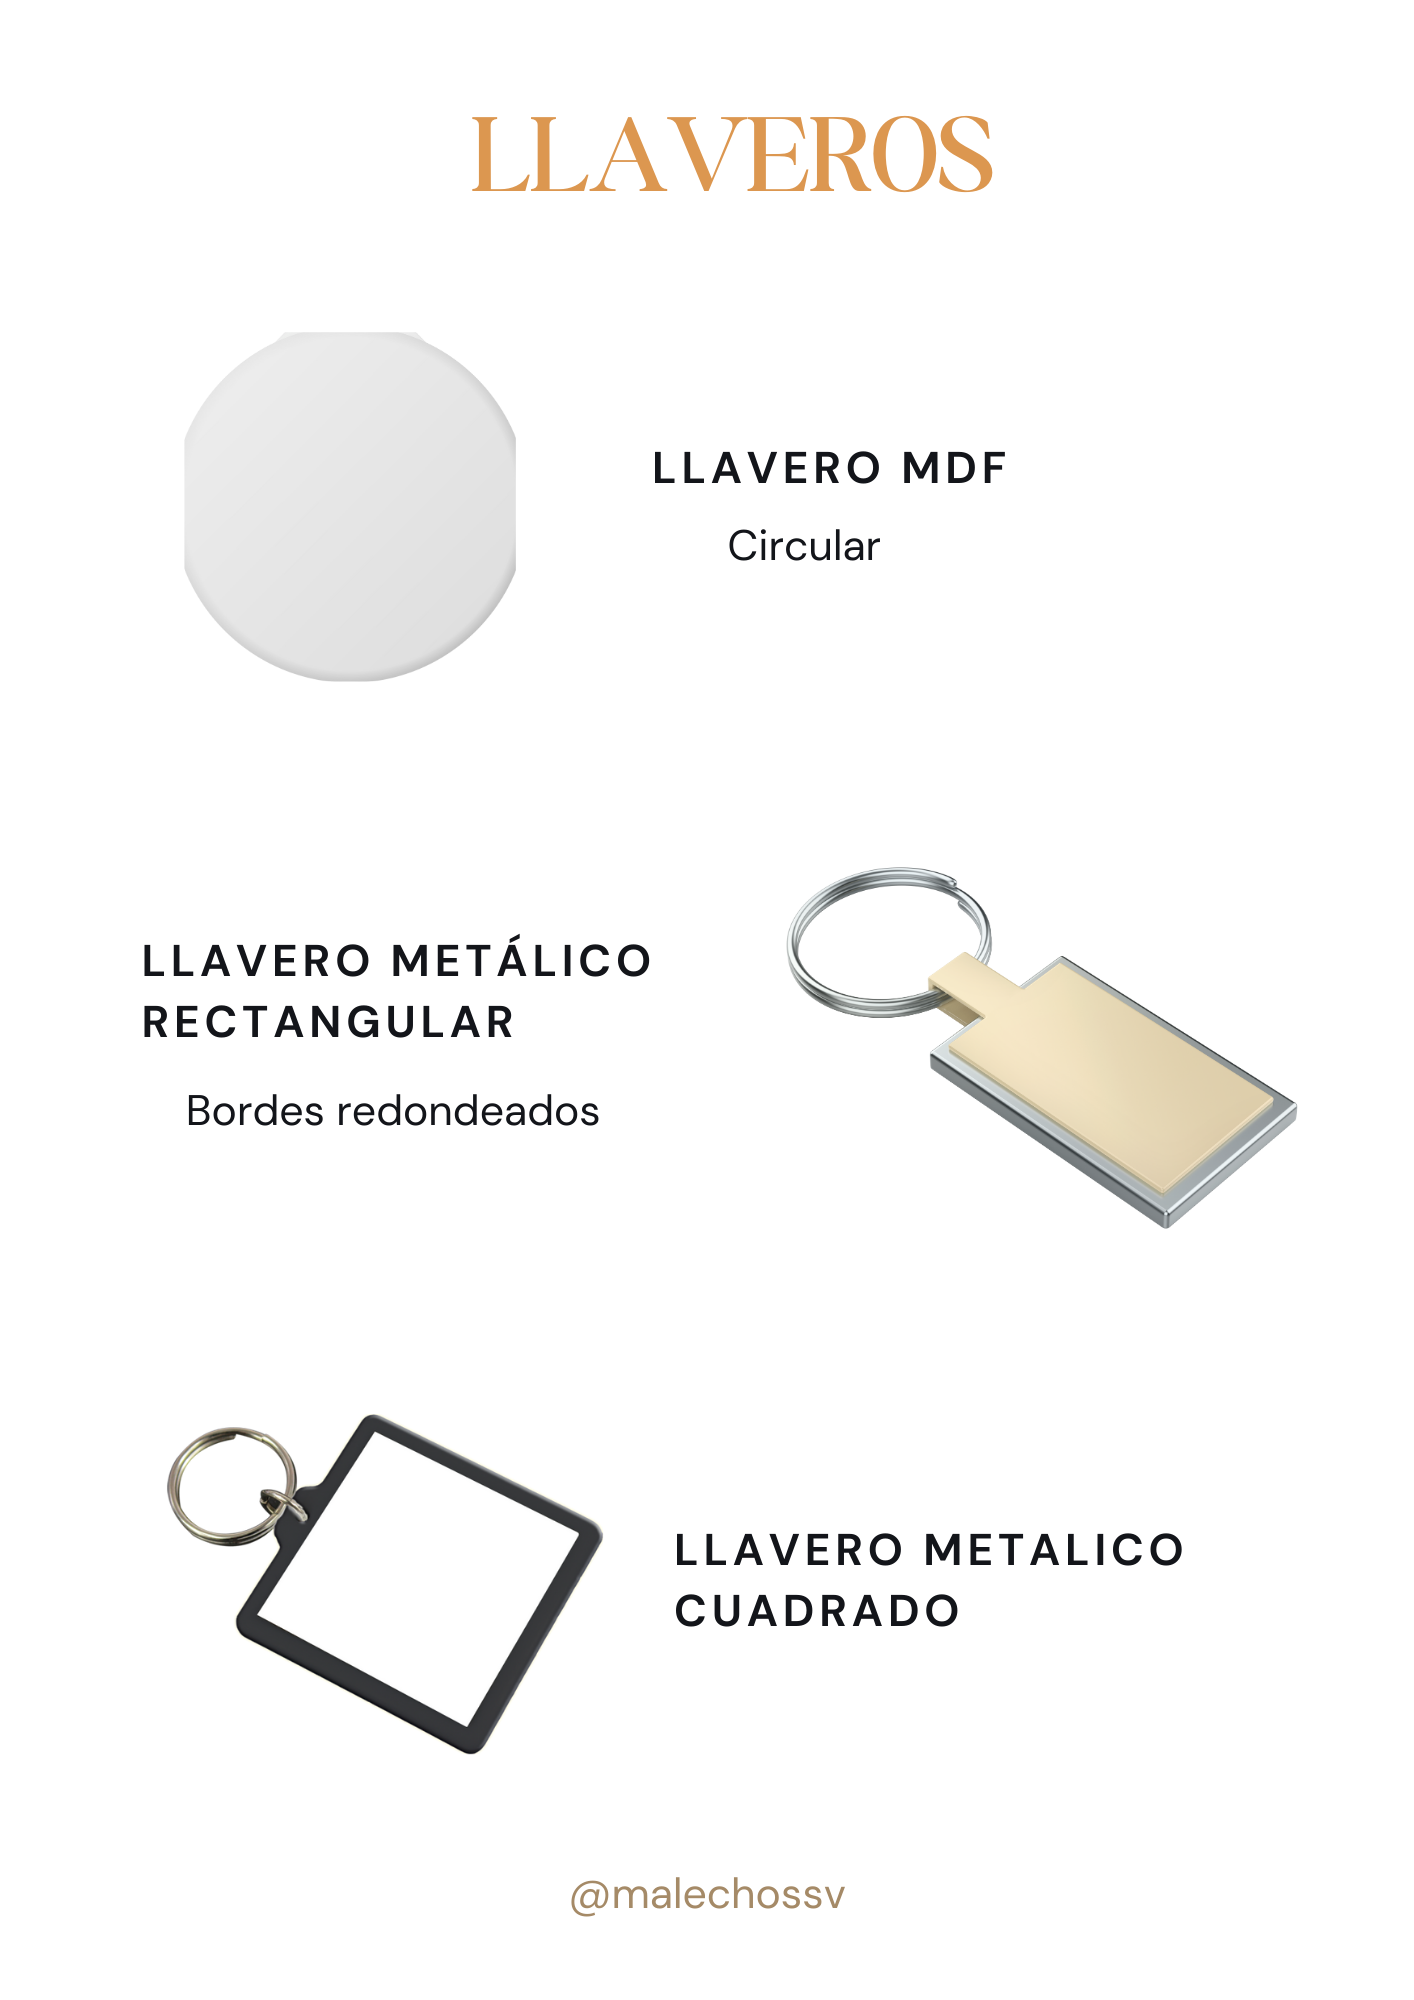 LLAVEROS
LLAVERO MDF
Circular
LLAVERO METÁLICO
RECTANGULAR
Bordes redondeados
LLAVERO METALICO
CUADRADO
@malechossv